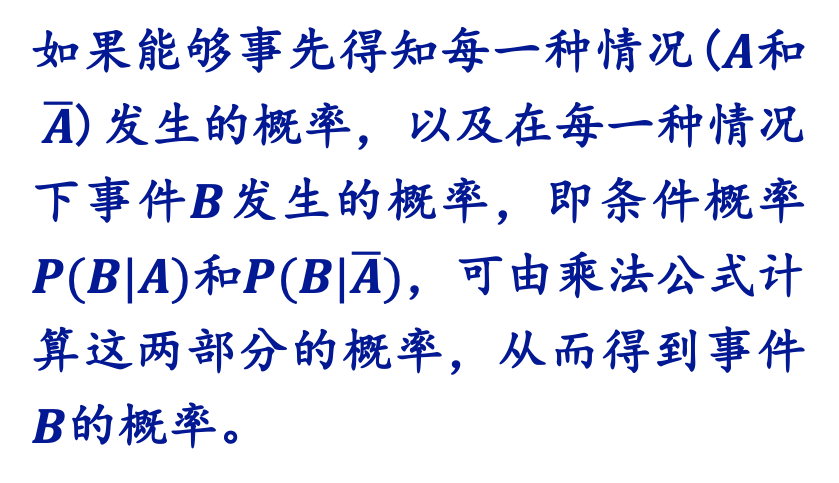 如果能够事先得知每一种情况(A和
A̅)发生的概率，以及在每一种情况
下事件B发生的概率，即条件概率
P(B|A)和P(B|A̅)，可由乘法公式计
算这两部分的概率，从而得到事件
B的概率。